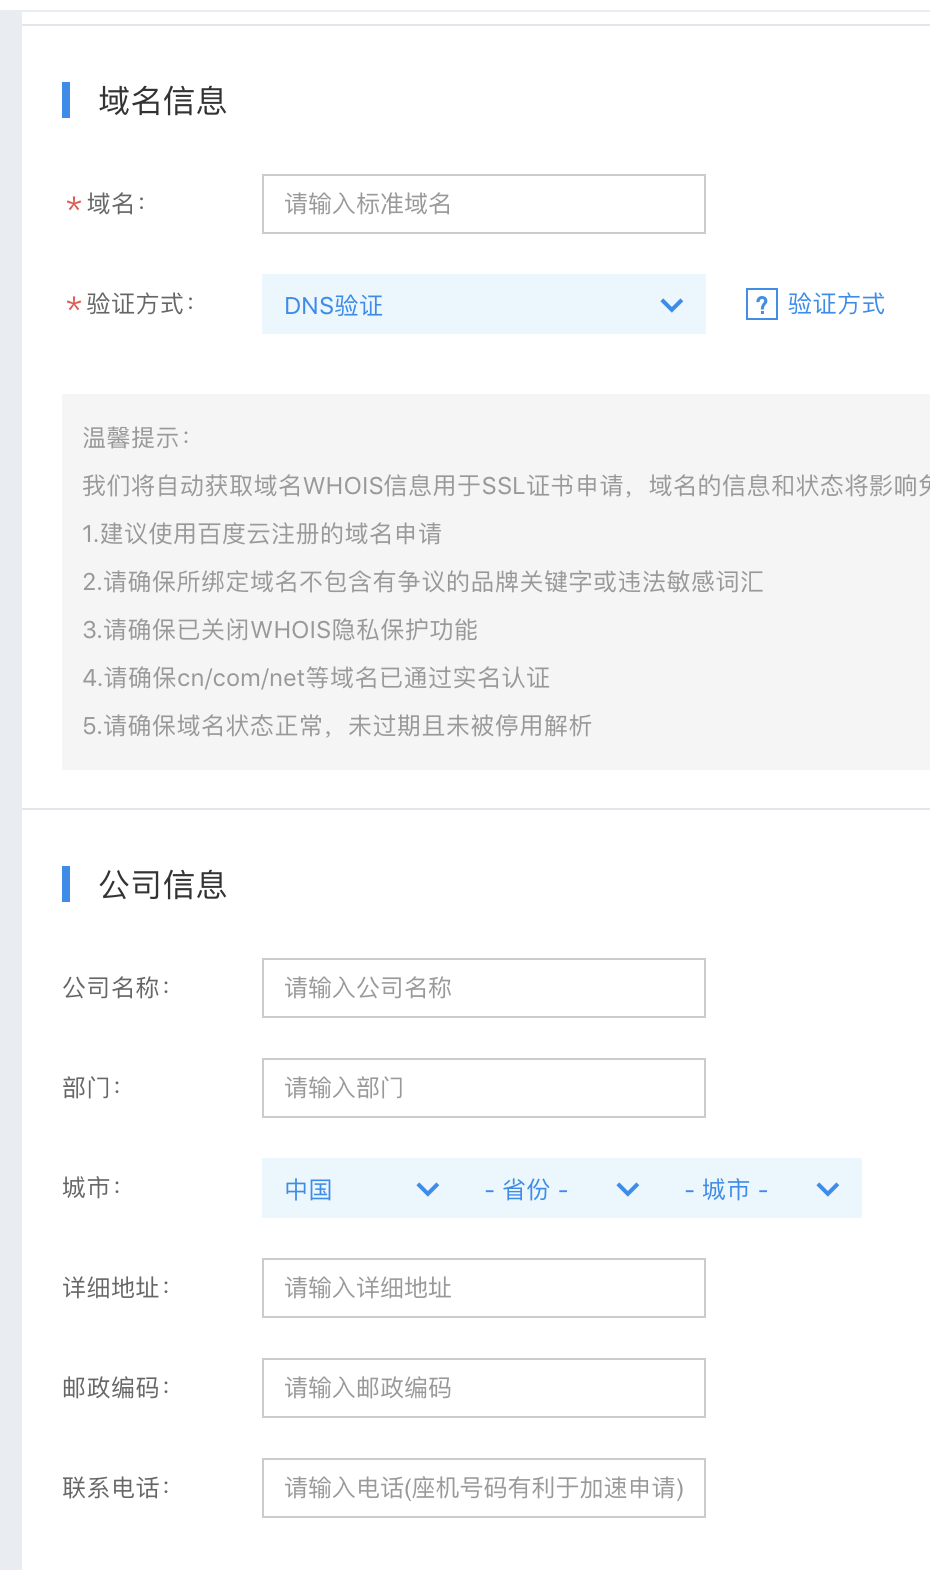 域名信息
*域名:
请输入标准域名
*验证方式:
DNS验证
? 验证方式
温馨提示:
我们将自动获取域名WHOIS信息用于SSL证书申请，域名的信息和状态将影响免
1.建议使用百度云注册的域名申请
2.请确保所绑定域名不包含有争议的品牌关键字或违法敏感词汇
3.请确保已关闭WHOIS隐私保护功能
4.请确保cn/com/net等域名已通过实名认证
5.请确保域名状态正常，未过期且未被停用解析
公司信息
公司名称:
请输入公司名称
部门:
请输入部门
城市:
中国
- 省份 -
- 城市 -
详细地址:
请输入详细地址
邮政编码:
请输入邮政编码
联系电话:
请输入电话(座机号码有利于加速申请)